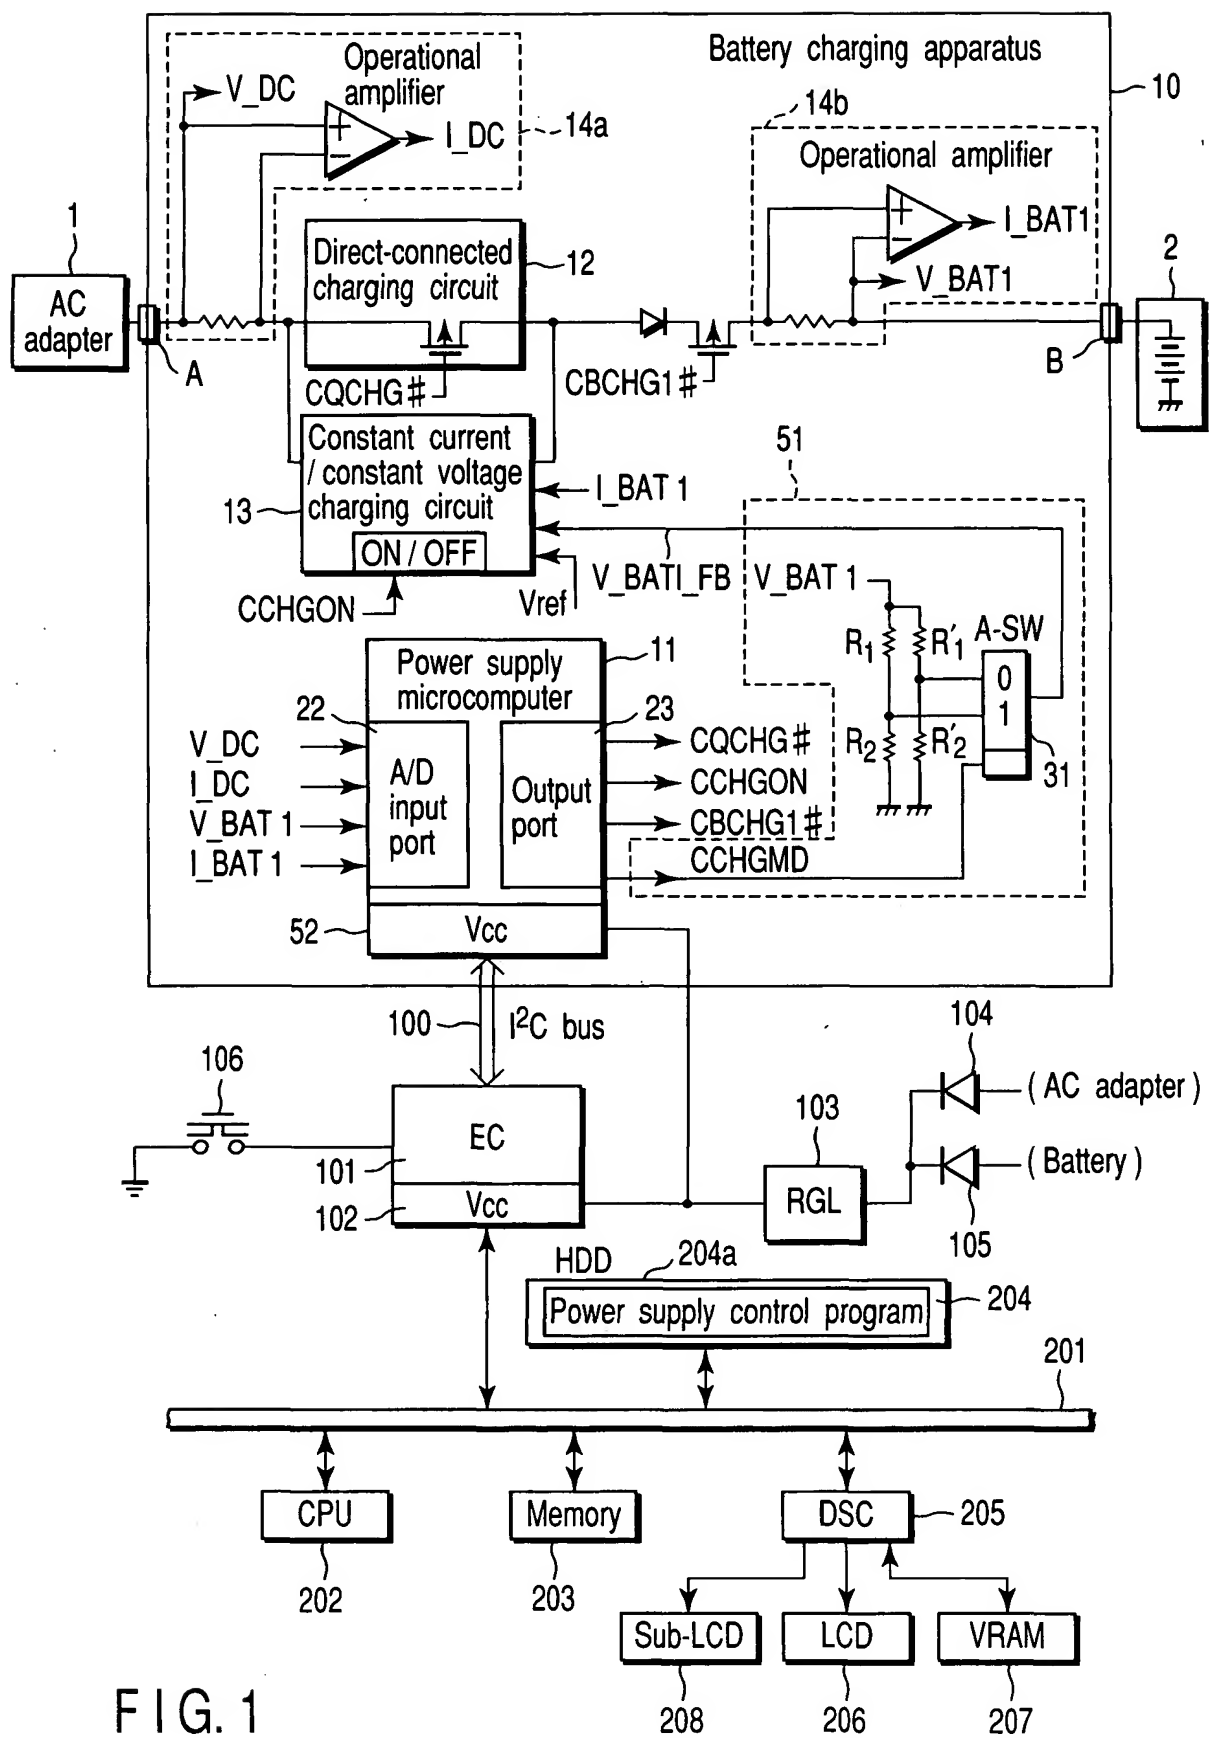 Battery charging apparatus
10
Operational
amplifier
V_DC
+
−
I_DC
14a
14b
Operational amplifier
+
−
I_BAT1
V_BAT1
1
AC
adapter
A
Direct-connected
charging circuit
12
CQCHG#
CBCHG1#
2
B
Constant current
/ constant voltage
charging circuit
13
ON / OFF
CCHGON
I_BAT 1
V_BATI_FB
Vref
51
V_BAT 1
R1
R'1
R2
R'2
A-SW
0
1
31
Power supply
microcomputer
11
22
23
V_DC
I_DC
V_BAT 1
I_BAT 1
A/D
input
port
Output
port
CQCHG#
CCHGON
CBCHG1#
CCHGMD
52
Vcc
100
I²C bus
104
(AC adapter)
106
103
EC
101
(Battery)
RGL
102
Vcc
105
HDD
204a
Power supply control program
204
201
CPU
Memory
DSC
205
202
203
Sub-LCD
LCD
VRAM
208
206
207
FIG. 1